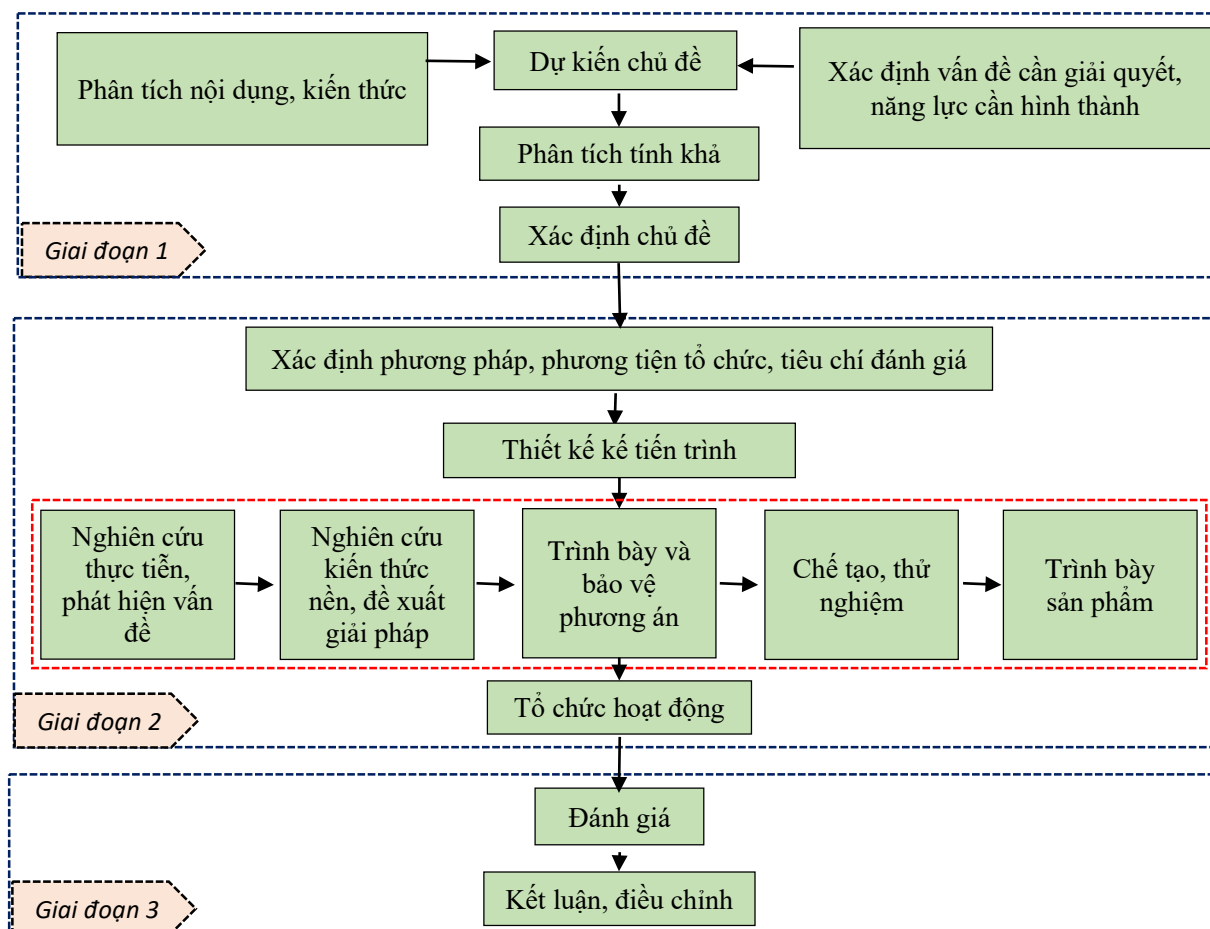 Dự kiến chủ đề
Phân tích nội dung, kiến thức
Xác định vấn đề cần giải quyết,
năng lực cần hình thành
Phân tích tính khả
Xác định chủ đề
Giai đoạn 1
Xác định phương pháp, phương tiện tổ chức, tiêu chí đánh giá
Thiết kế kế tiến trình
Nghiên cứu
thực tiễn,
phát hiện vấn
đề
Nghiên cứu
kiến thức
nền, đề xuất
giải pháp
Trình bày và
bảo vệ
phương án
Chế tạo, thử
nghiệm
Trình bày
sản phẩm
Tổ chức hoạt động
Giai đoạn 2
Đánh giá
Kết luận, điều chỉnh
Giai đoạn 3